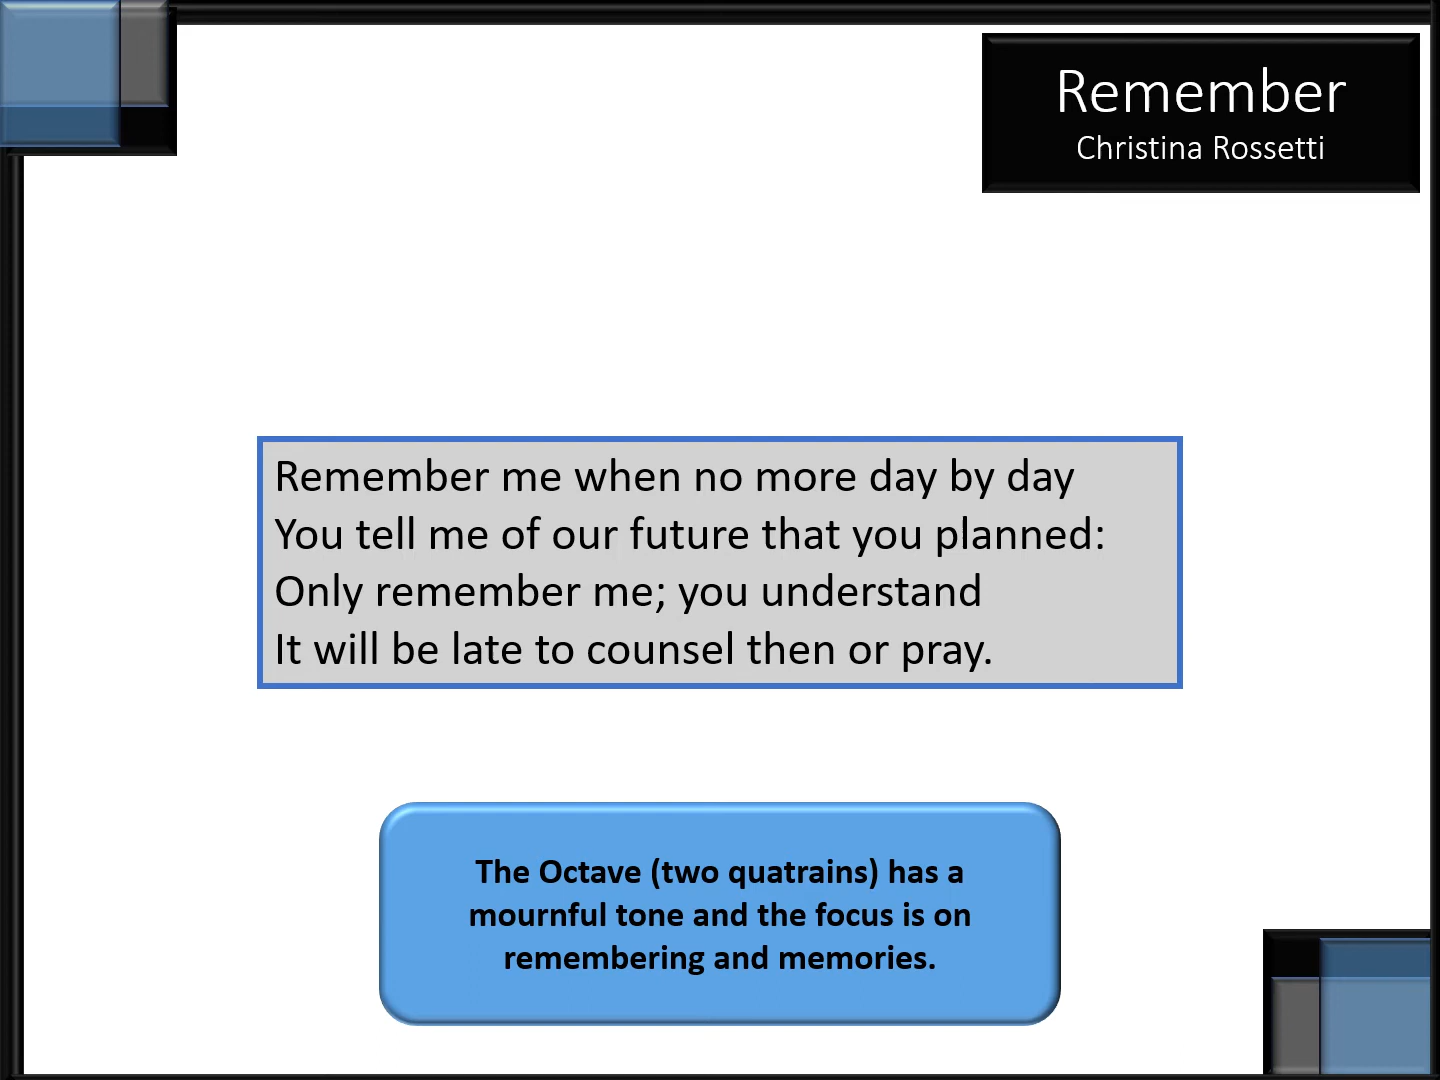 Remember
Christina Rossetti
Remember me when no more day by day
You tell me of our future that you planned:
Only remember me; you understand
It will be late to counsel then or pray.
The Octave (two quatrains) has a
mournful tone and the focus is on
remembering and memories.